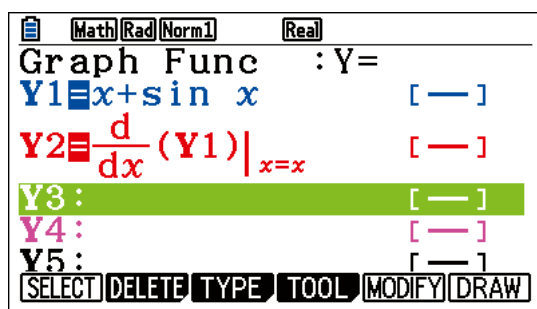 Math Rad Norm1 Real
Graph Func :Y=
Y1=x+sin x [—]
Y2=d/dx(Y1)|x=x [—]
Y3: [—]
Y4: [—]
Y5: [—]
SELECT DELETE TYPE TOOL MODIFY DRAW